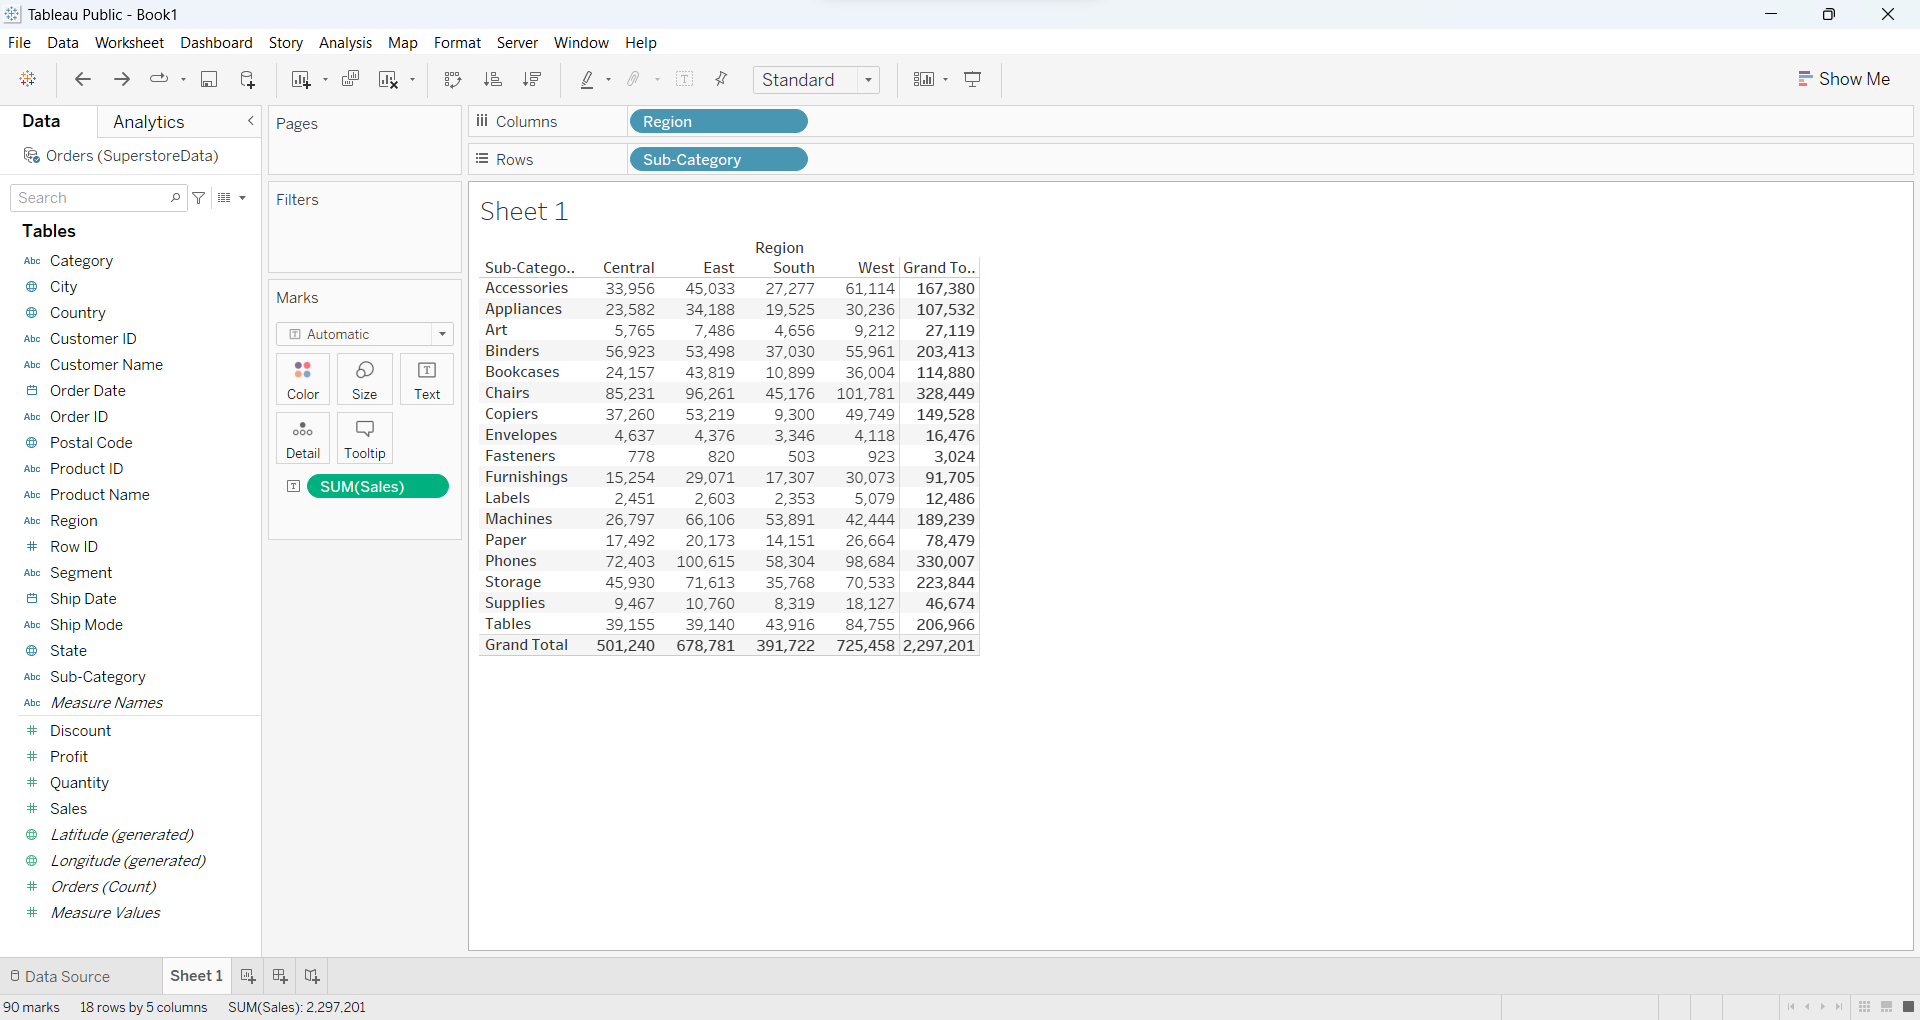 Tableau Public - Book1
File Data Worksheet Dashboard Story Analysis Map Format Server Window Help
Standard
Show Me
Data Analytics
Orders (SuperstoreData)
Search
Tables
Abc Category
City
Country
Abc Customer ID
Abc Customer Name
Order Date
Abc Order ID
Postal Code
Abc Product ID
Abc Product Name
Abc Region
# Row ID
Abc Segment
Ship Date
Abc Ship Mode
State
Abc Sub-Category
Abc Measure Names
# Discount
# Profit
# Quantity
# Sales
Latitude (generated)
Longitude (generated)
# Orders (Count)
# Measure Values
Pages
Filters
Marks
T Automatic
Color Size Text
Detail Tooltip
T SUM(Sales)
Columns Region
Rows Sub-Category
Sheet 1
Region
Sub-Catego.. Central East South West Grand To..
Accessories 33,956 45,033 27,277 61,114 167,380
Appliances 23,582 34,188 19,525 30,236 107,532
Art 5,765 7,486 4,656 9,212 27,119
Binders 56,923 53,498 37,030 55,961 203,413
Bookcases 24,157 43,819 10,899 36,004 114,880
Chairs 85,231 96,261 45,176 101,781 328,449
Copiers 37,260 53,219 9,300 49,749 149,528
Envelopes 4,637 4,376 3,346 4,118 16,476
Fasteners 778 820 503 923 3,024
Furnishings 15,254 29,071 17,307 30,073 91,705
Labels 2,451 2,603 2,353 5,079 12,486
Machines 26,797 66,106 53,891 42,444 189,239
Paper 17,492 20,173 14,151 26,664 78,479
Phones 72,403 100,615 58,304 98,684 330,007
Storage 45,930 71,613 35,768 70,533 223,844
Supplies 9,467 10,760 8,319 18,127 46,674
Tables 39,155 39,140 43,916 84,755 206,966
Grand Total 501,240 678,781 391,722 725,458 2,297,201
Data Source Sheet 1
90 marks 18 rows by 5 columns SUM(Sales): 2,297,201